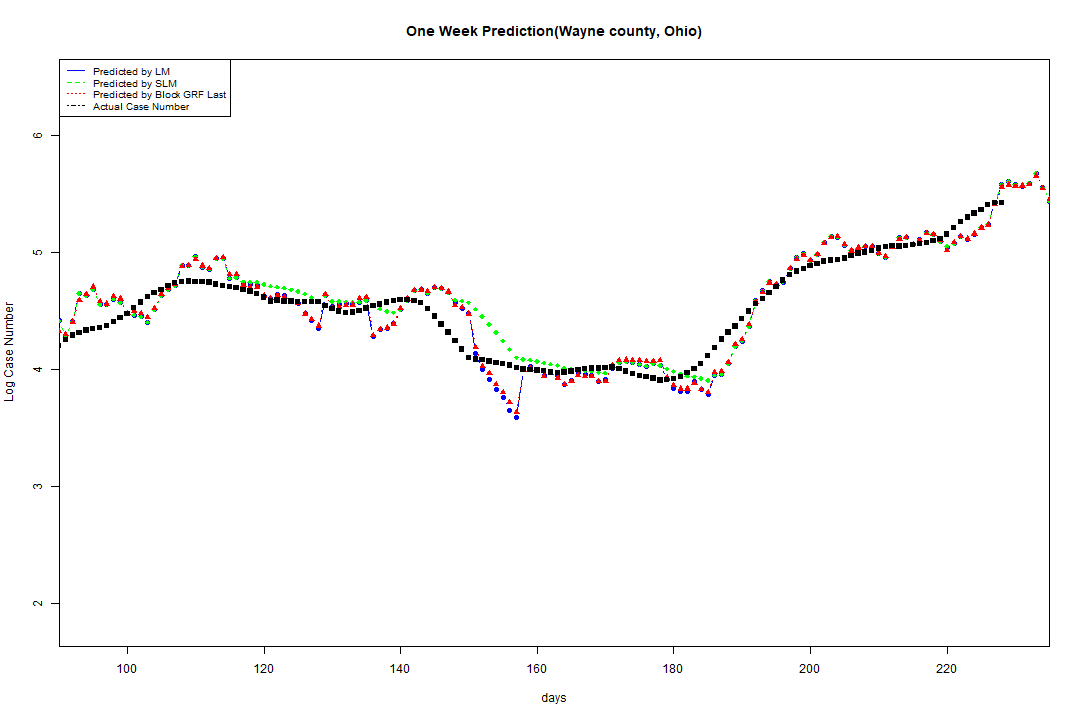 One Week Prediction(Wayne county, Ohio)
Predicted by LM
Predicted by SLM
Predicted by Block GRF Last
Actual Case Number
Log Case Number
6
5
4
3
2
100 120 140 160 180 200 220
days